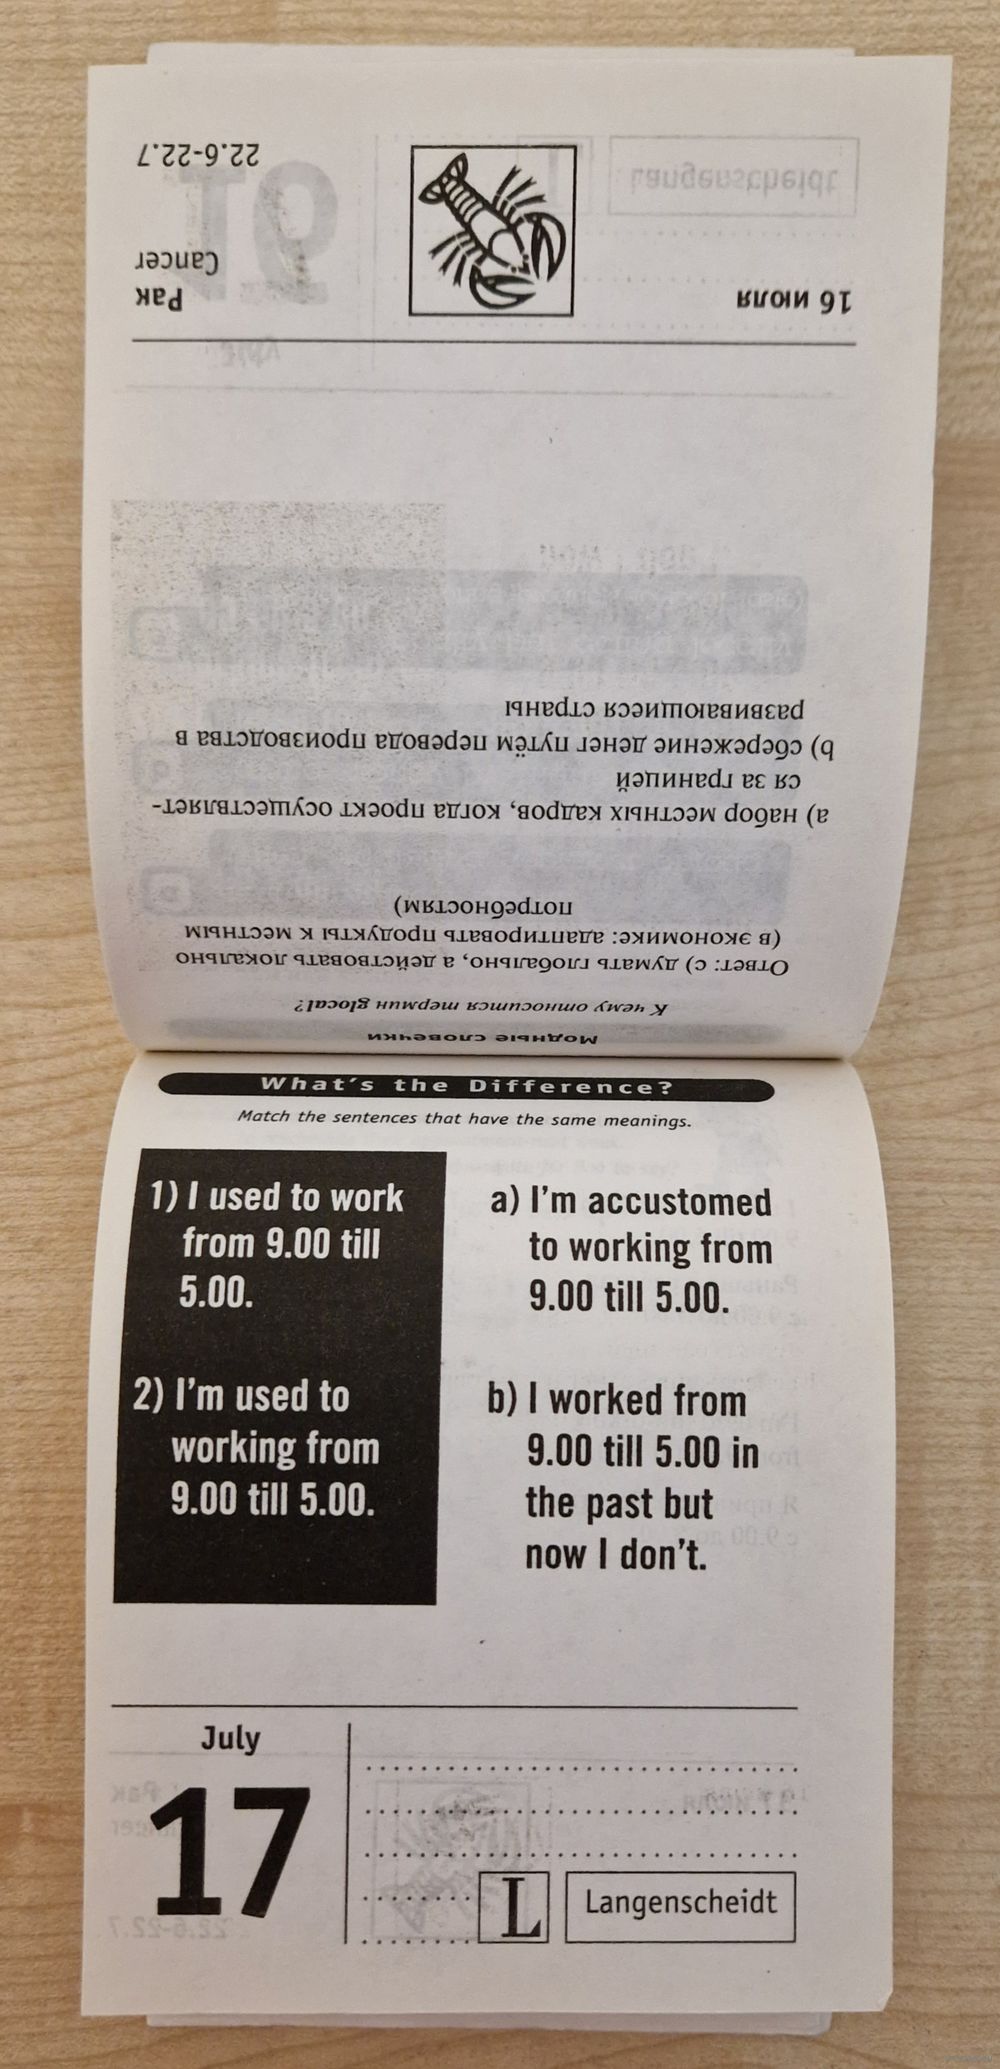 16 июля
Рак
Cancer
22.6-22.7
Модные словечки
К чему относится термин glocal?
Ответ: c) думать глобально, а действовать локально
(в экономике: адаптировать продукты к местным
потребностям)
a) набор местных кадров, когда проект осуществляет-
ся за границей
b) сбережение денег путём перевода производства в
развивающиеся страны
What's the Difference?
Match the sentences that have the same meanings.
1) I used to work
from 9.00 till
5.00.
2) I'm used to
working from
9.00 till 5.00.
a) I'm accustomed
to working from
9.00 till 5.00.
b) I worked from
9.00 till 5.00 in
the past but
now I don't.
July
17
L
Langenscheidt